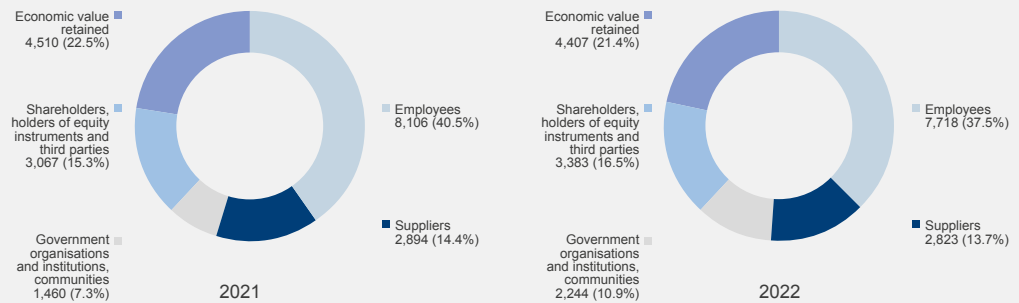 Economic value
retained
4,510 (22.5%)
Shareholders,
holders of equity
instruments and
third parties
3,067 (15.3%)
Government
organisations
and institutions,
communities
1,460 (7.3%)
Employees
8,106 (40.5%)
Suppliers
2,894 (14.4%)
2021
Economic value
retained
4,407 (21.4%)
Shareholders,
holders of equity
instruments and
third parties
3,383 (16.5%)
Government
organisations
and institutions,
communities
2,244 (10.9%)
Employees
7,718 (37.5%)
Suppliers
2,823 (13.7%)
2022